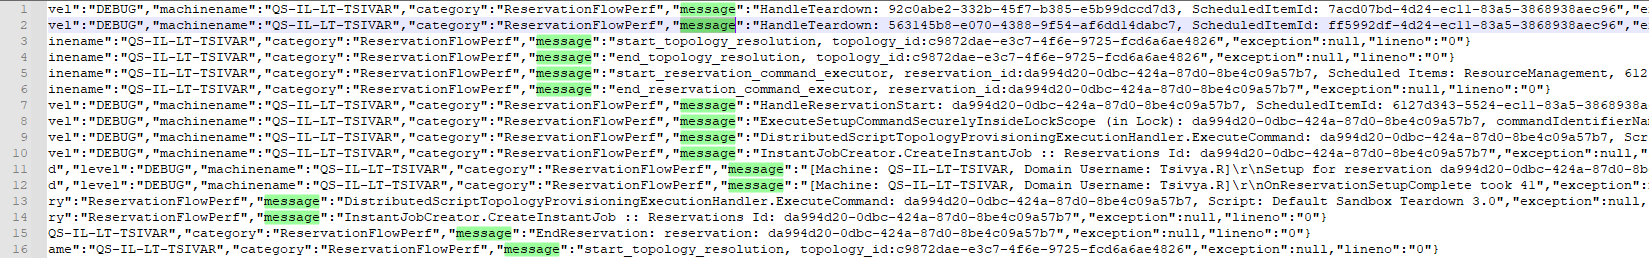 1 vel":"DEBUG","machinename":"QS-IL-LT-TSIVAR","category":"ReservationFlowPerf","message":"HandleTeardown: 92c0abe2-332b-45f7-b385-e5b99dccd7d3, ScheduledItemId: 7acd07bd-4d24-ec11-83a5-3868938aec96","e
2 vel":"DEBUG","machinename":"QS-IL-LT-TSIVAR","category":"ReservationFlowPerf","message":"HandleTeardown: 563145b8-e070-4388-9f54-af6dd14dabc7, ScheduledItemId: ff5992df-4d24-ec11-83a5-3868938aec96","e
3 inename":"QS-IL-LT-TSIVAR","category":"ReservationFlowPerf","message":"start_topology_resolution, topology_id:c9872dae-e3c7-4f6e-9725-fcd6a6ae4826","exception":null,"lineno":"0"}
4 inename":"QS-IL-LT-TSIVAR","category":"ReservationFlowPerf","message":"end_topology_resolution, topology_id:c9872dae-e3c7-4f6e-9725-fcd6a6ae4826","exception":null,"lineno":"0"}
5 inename":"QS-IL-LT-TSIVAR","category":"ReservationFlowPerf","message":"start_reservation_command_executor, reservation_id:da994d20-0dbc-424a-87d0-8be4c09a57b7, Scheduled Items: ResourceManagement, 612
6 inename":"QS-IL-LT-TSIVAR","category":"ReservationFlowPerf","message":"end_reservation_command_executor, reservation_id:da994d20-0dbc-424a-87d0-8be4c09a57b7","exception":null,"lineno":"0"}
7 vel":"DEBUG","machinename":"QS-IL-LT-TSIVAR","category":"ReservationFlowPerf","message":"HandleReservationStart: da994d20-0dbc-424a-87d0-8be4c09a57b7, ScheduledItemId: 6127d343-5524-ec11-83a5-3868938a
8 vel":"DEBUG","machinename":"QS-IL-LT-TSIVAR","category":"ReservationFlowPerf","message":"ExecuteSetupCommandSecurelyInsideLockScope (in Lock): da994d20-0dbc-424a-87d0-8be4c09a57b7, commandIdentifierNa
9 vel":"DEBUG","machinename":"QS-IL-LT-TSIVAR","category":"ReservationFlowPerf","message":"DistributedScriptTopologyProvisioningExecutionHandler.ExecuteCommand: da994d20-0dbc-424a-87d0-8be4c09a57b7, Scr
10 vel":"DEBUG","machinename":"QS-IL-LT-TSIVAR","category":"ReservationFlowPerf","message":"InstantJobCreator.CreateInstantJob :: Reservations Id: da994d20-0dbc-424a-87d0-8be4c09a57b7","exception":null,"
11 d","level":"DEBUG","machinename":"QS-IL-LT-TSIVAR","category":"ReservationFlowPerf","message":"[Machine: QS-IL-LT-TSIVAR, Domain Username: Tsivya.R]\r\nSetup for reservation da994d20-0dbc-424a-87d0-8b
12 d","level":"DEBUG","machinename":"QS-IL-LT-TSIVAR","category":"ReservationFlowPerf","message":"[Machine: QS-IL-LT-TSIVAR, Domain Username: Tsivya.R]\r\nOnReservationSetupComplete took 41","exception":
13 ry":"ReservationFlowPerf","message":"DistributedScriptTopologyProvisioningExecutionHandler.ExecuteCommand: da994d20-0dbc-424a-87d0-8be4c09a57b7, Script: Default Sandbox Teardown 3.0","exception":null,
14 ry":"ReservationFlowPerf","message":"InstantJobCreator.CreateInstantJob :: Reservations Id: da994d20-0dbc-424a-87d0-8be4c09a57b7","exception":null,"lineno":"0"}
15 QS-IL-LT-TSIVAR","category":"ReservationFlowPerf","message":"EndReservation: reservation: da994d20-0dbc-424a-87d0-8be4c09a57b7","exception":null,"lineno":"0"}
16 ame":"QS-IL-LT-TSIVAR","category":"ReservationFlowPerf","message":"start_topology_resolution, topology_id:c9872dae-e3c7-4f6e-9725-fcd6a6ae4826","exception":null,"lineno":"0"}